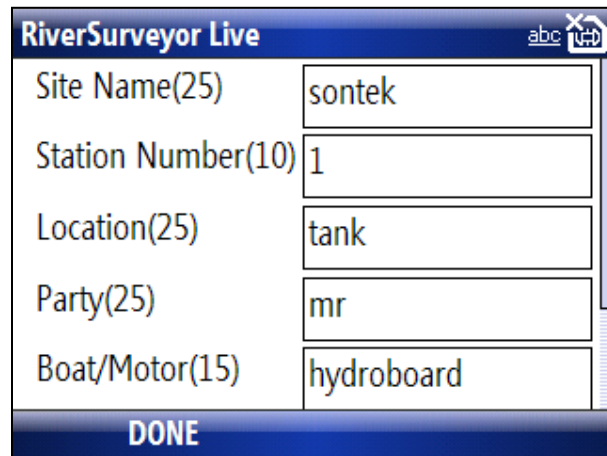 RiverSurveyor Live abc
Site Name(25) sontek
Station Number(10) 1
Location(25) tank
Party(25) mr
Boat/Motor(15) hydroboard
DONE